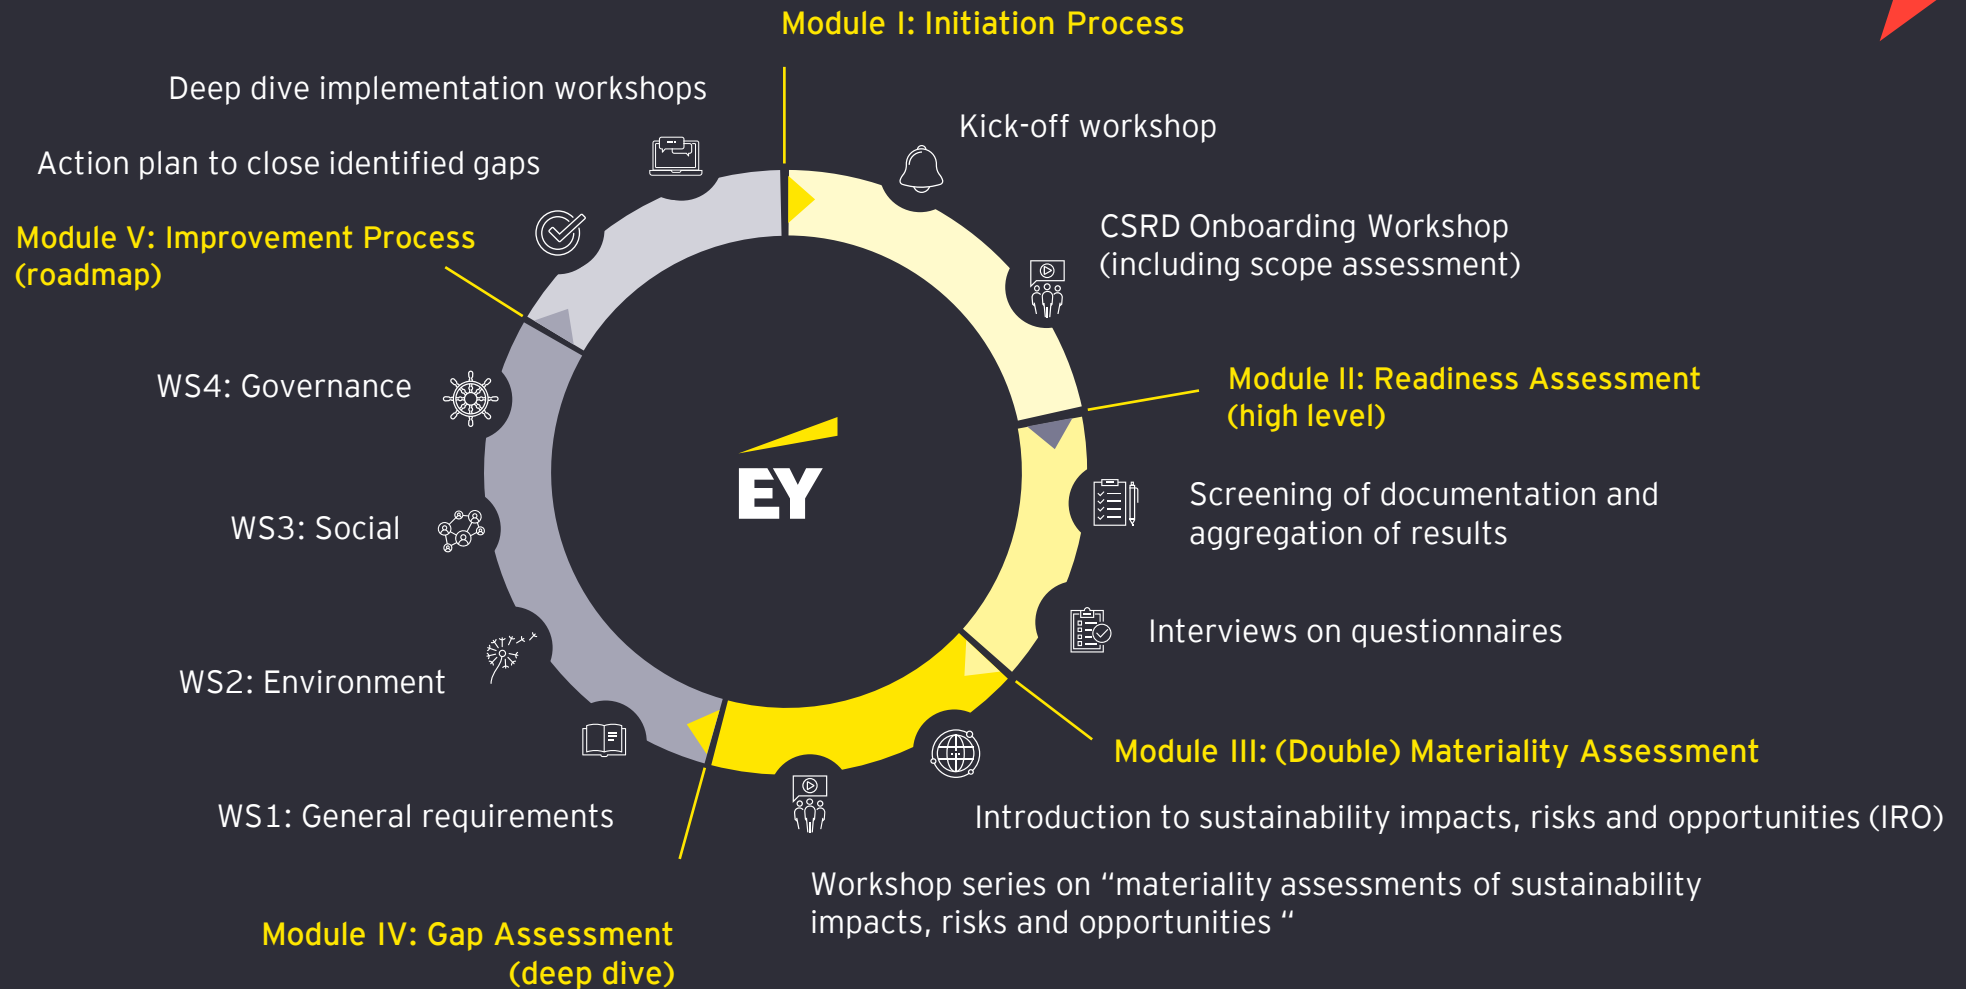 Module I: Initiation Process
Kick-off workshop
CSRD Onboarding Workshop
(including scope assessment)
Module II: Readiness Assessment
(high level)
Screening of documentation and
aggregation of results
Interviews on questionnaires
Module III: (Double) Materiality Assessment
Introduction to sustainability impacts, risks and opportunities (IRO)
Workshop series on “materiality assessments of sustainability
impacts, risks and opportunities “
Module IV: Gap Assessment
(deep dive)
WS1: General requirements
WS2: Environment
WS3: Social
WS4: Governance
Module V: Improvement Process
(roadmap)
Action plan to close identified gaps
Deep dive implementation workshops
EY